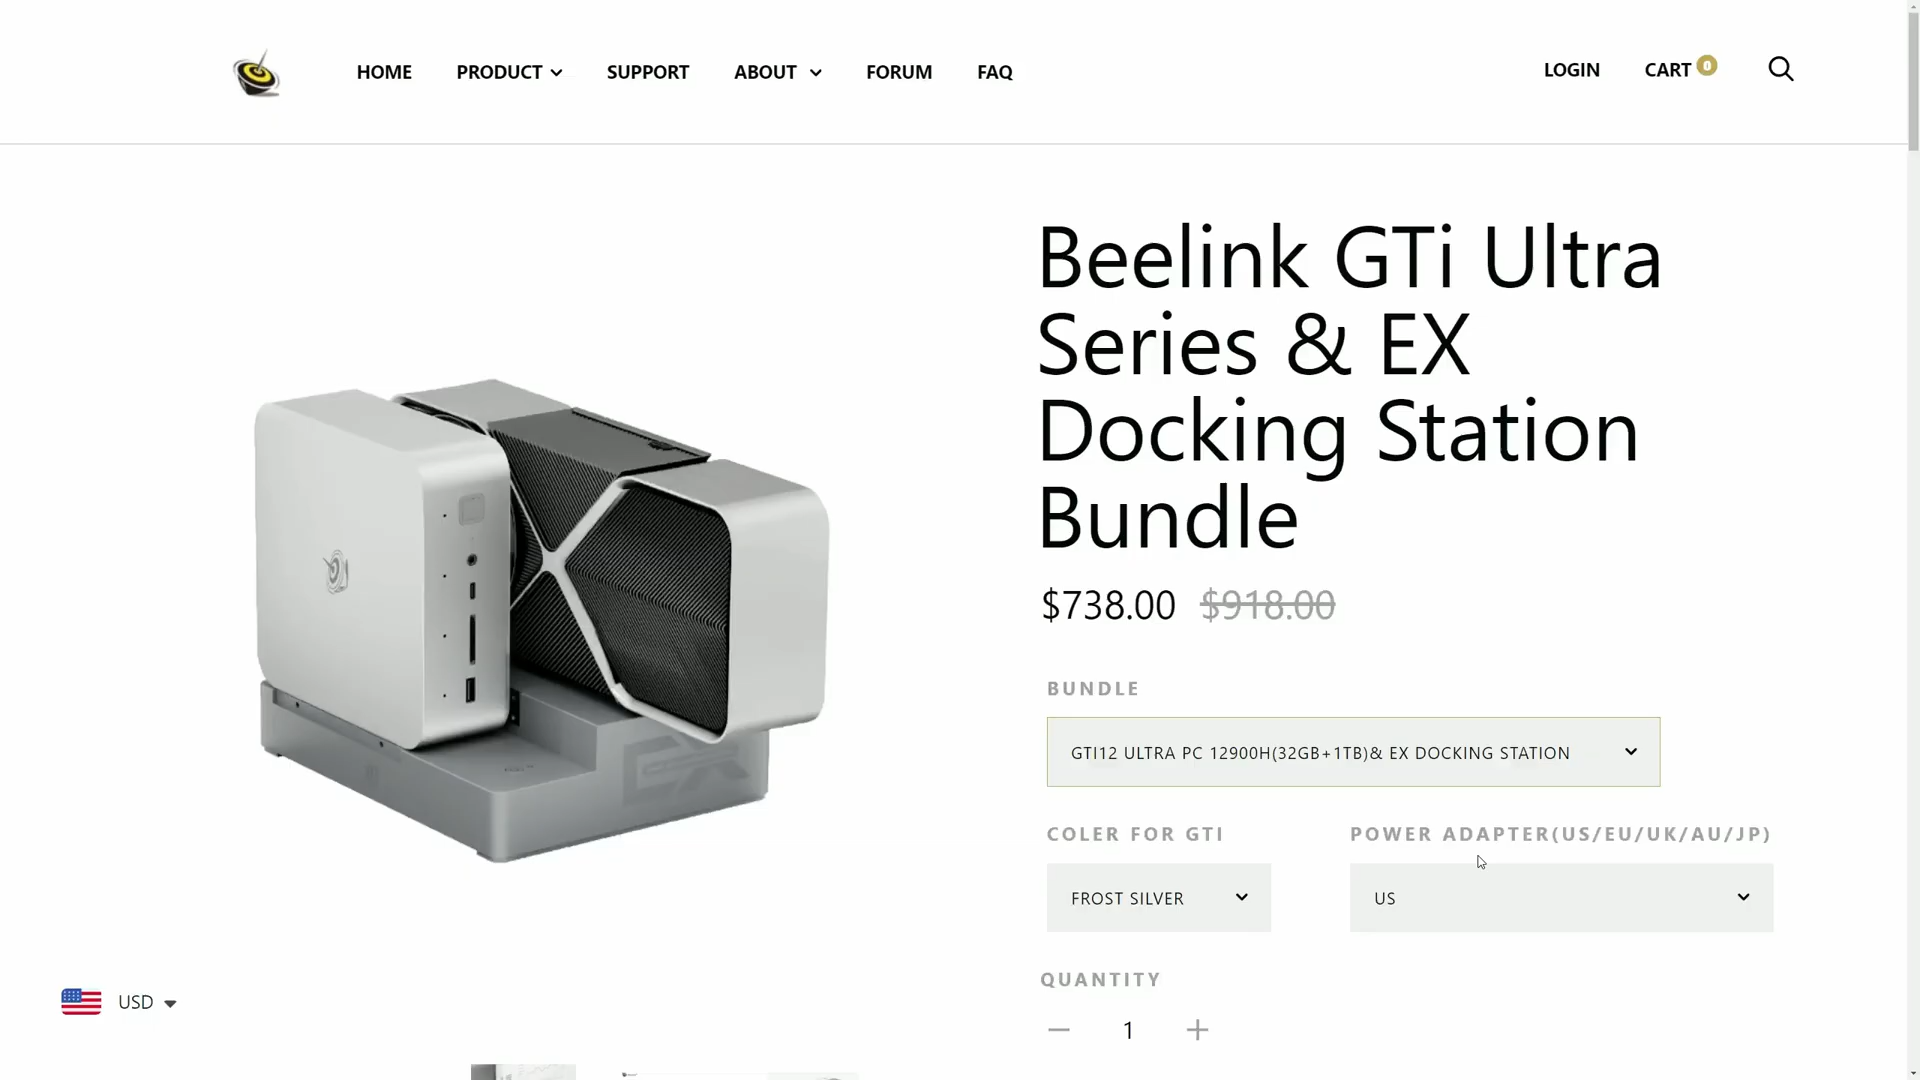 HOME PRODUCT SUPPORT ABOUT FORUM FAQ LOGIN CART 0
Beelink GTi Ultra
Series & EX
Docking Station
Bundle
$738.00 $918.00
BUNDLE
GTI12 ULTRA PC 12900H(32GB+1TB)& EX DOCKING STATION
COLER FOR GTI POWER ADAPTER(US/EU/UK/AU/JP)
FROST SILVER US
QUANTITY
1
EX
USD